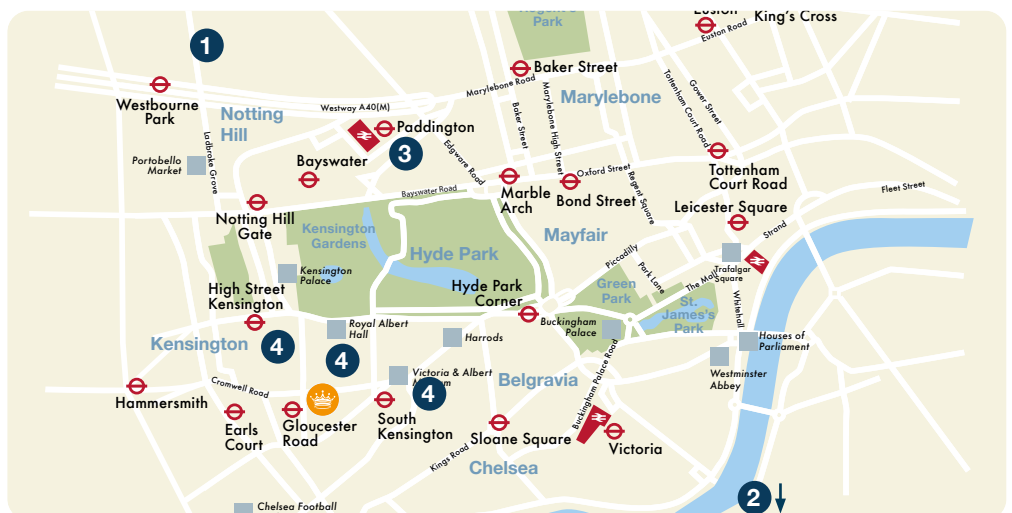 Euston
King's Cross
Euston Road
Regent's
Park
1
Baker Street
Marylebone Road
Westbourne
Park
Notting
Hill
Westway A40(M)
Marylebone
Gower Street
Tottenham Court Road
Baker Street
Marylebone High Street
Paddington
3
Ladbroke Grove
Portobello
Market
Bayswater
Edgware Road
Oxford Street
Tottenham
Court Road
Bayswater Road
Marble
Arch
Bond Street
Regent Square
Fleet Street
Leicester Square
Notting Hill
Gate
Kensington
Gardens
Hyde Park
Mayfair
Strand
Piccadilly
Trafalgar
Square
Kensington
Palace
Park Lane
The Mall
High Street
Kensington
Hyde Park
Corner
Green
Park
St.
James's
Park
Whitehall
Royal Albert
Hall
Harrods
Buckingham
Palace
Houses of
Parliament
Kensington
4
4
Westminster
Abbey
Victoria & Albert
4
Belgravia
Buckingham Palace Road
Cromwell Road
Hammersmith
Earls
Court
Gloucester
Road
South
Kensington
Sloane Square
Victoria
Kings Road
Chelsea
2
Chelsea Football